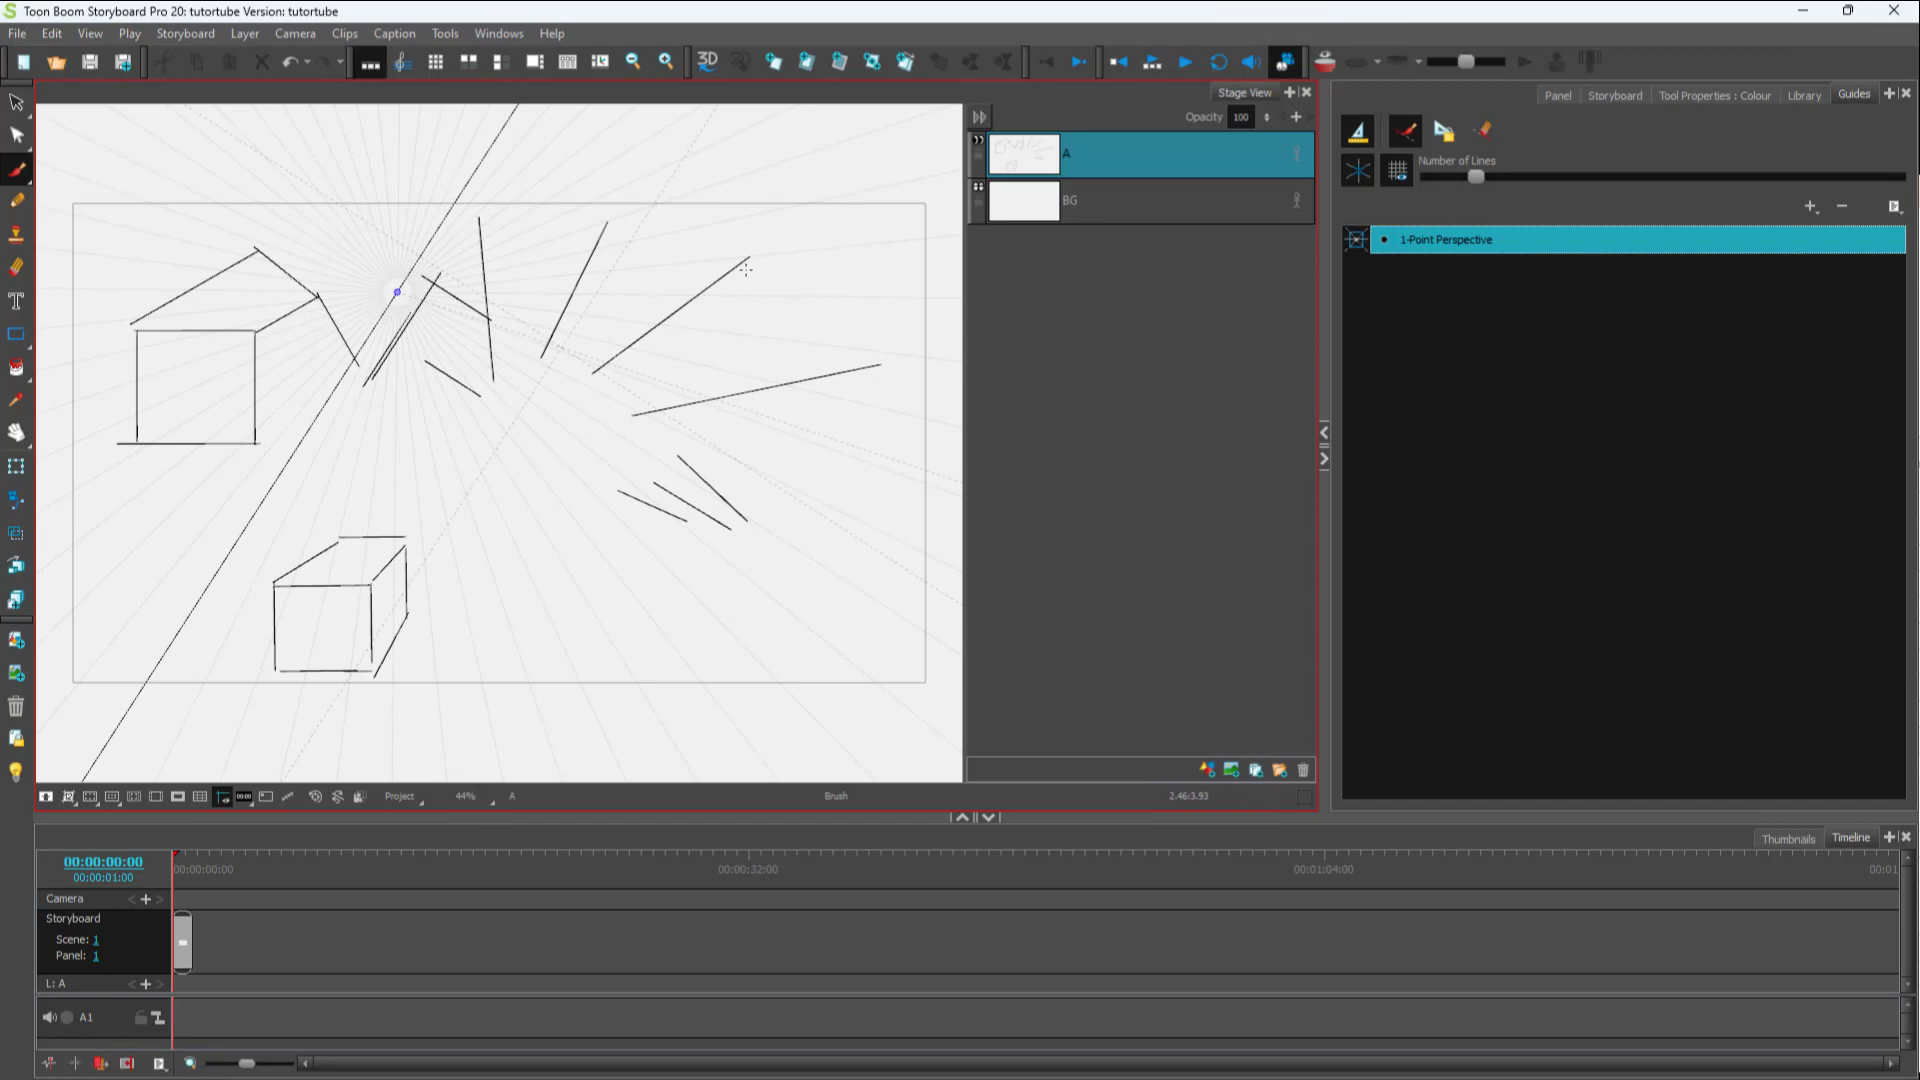 Toon Boom Storyboard Pro 20: tutortube Version: tutortube
File Edit View Play Storyboard Layer Camera Caption Tools Windows Help
3D
Stage View
Panel Storyboard Tool Properties : Colour Library Guides
Opacity 100
A
BG
Number of Lines
1-Point Perspective
T
Project 44% A Brush 2.46:3.93
Thumbnails Timeline
00:00:00:00
00:00:01:00
00:00:00:00 00:00:32:00 00:01:04:00 00:01
Camera
Storyboard
Scene: 1
Panel: 1
L: A
A1